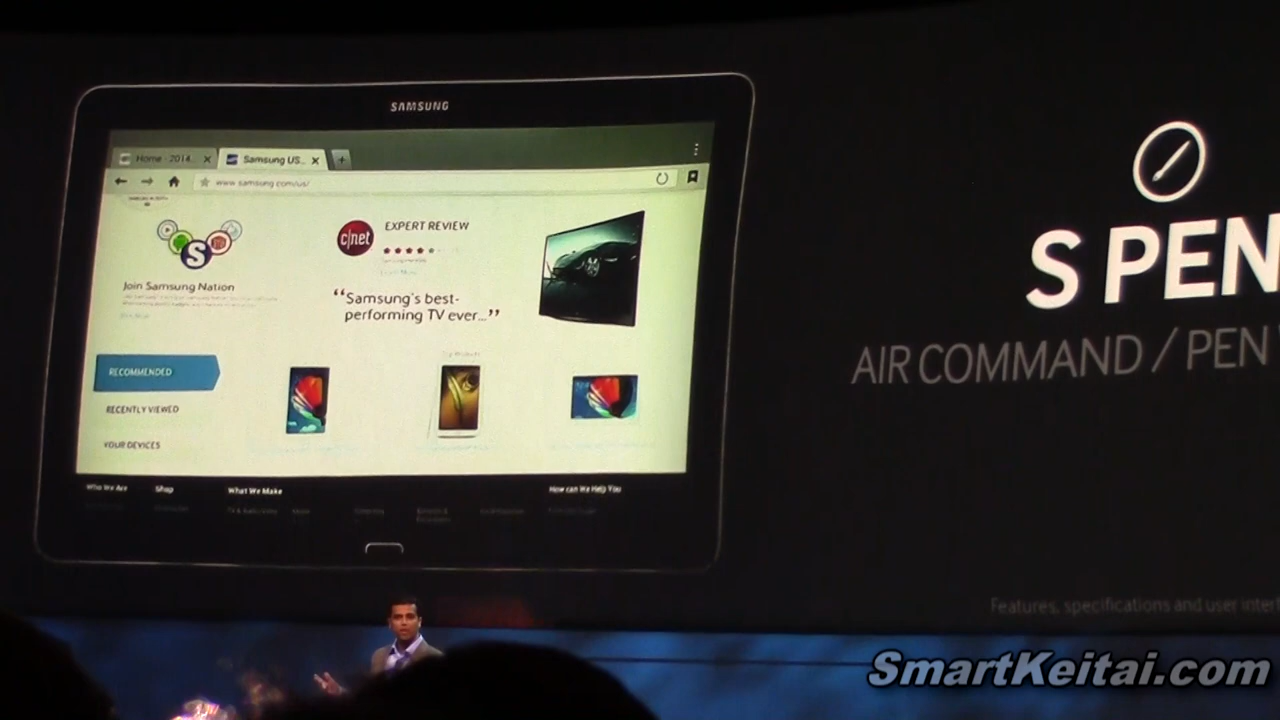 SAMSUNG
Home - 2014...
Samsung US...
www.samsung.com/us/
S
Join Samsung Nation
c|net
EXPERT REVIEW
“Samsung's best-
performing TV ever...”
RECOMMENDED
RECENTLY VIEWED
YOUR DEVICES
Who We Are
Shop
What We Make
How can We Help You
S PEN
AIR COMMAND / PEN
Features, specifications and user inter
SmartKeitai.com